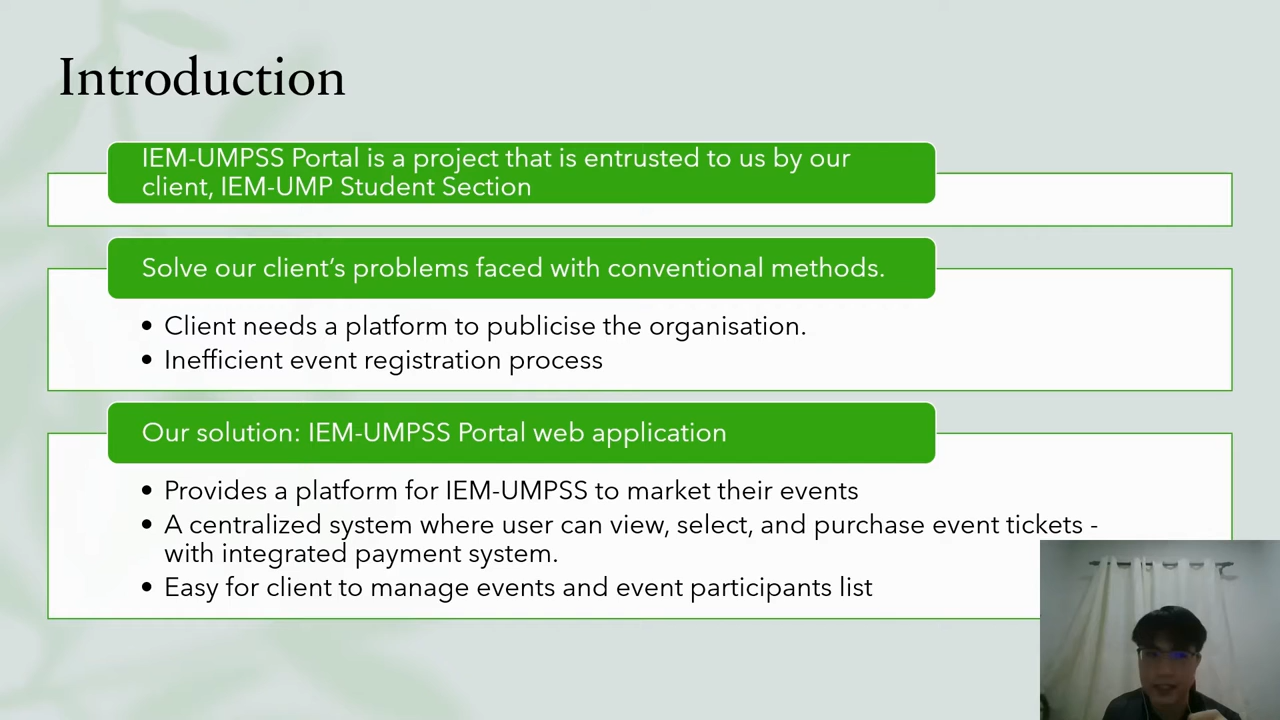 Introduction
IEM-UMPSS Portal is a project that is entrusted to us by our
client, IEM-UMP Student Section
Solve our client’s problems faced with conventional methods.
• Client needs a platform to publicise the organisation.
• Inefficient event registration process
Our solution: IEM-UMPSS Portal web application
• Provides a platform for IEM-UMPSS to market their events
• A centralized system where user can view, select, and purchase event tickets -
with integrated payment system.
• Easy for client to manage events and event participants list